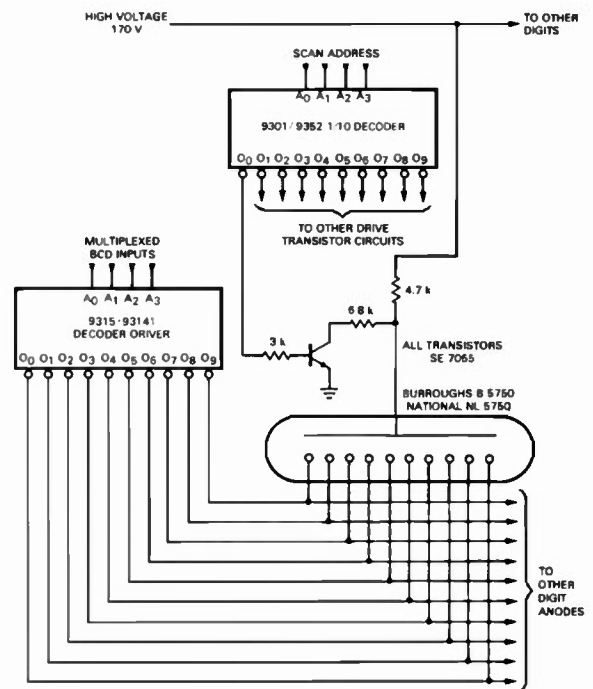 HIGH VOLTAGE
170 V
TO OTHER
DIGITS
SCAN ADDRESS
A0 A1 A2 A3
9301/9352 1/10 DECODER
O0 O1 O2 O3 O4 O5 O6 O7 O8 O9
TO OTHER DRIVE
TRANSISTOR CIRCUITS
MULTIPLEXED
BCD INPUTS
A0 A1 A2 A3
9315-93141
DECODER DRIVER
O0 O1 O2 O3 O4 O5 O6 O7 O8 O9
4.7 k
68 k
3 k
ALL TRANSISTORS
SE 7055
BURROUGHS B 5750
NATIONAL NL 5750
TO
OTHER
DIGIT
ANODES